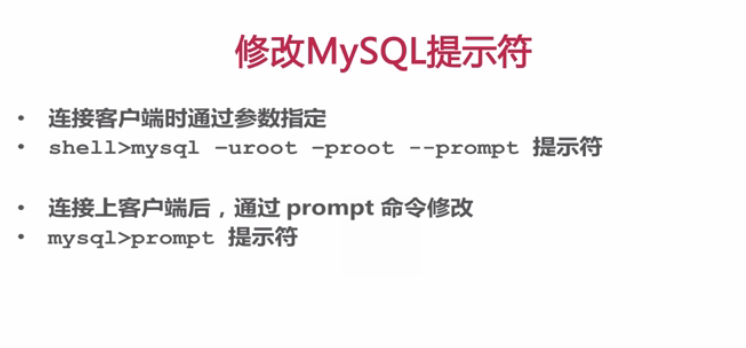 修改MySQL提示符
• 连接客户端时通过参数指定
• shell>mysql –uroot –proot --prompt 提示符
• 连接上客户端后，通过 prompt 命令修改
• mysql>prompt 提示符